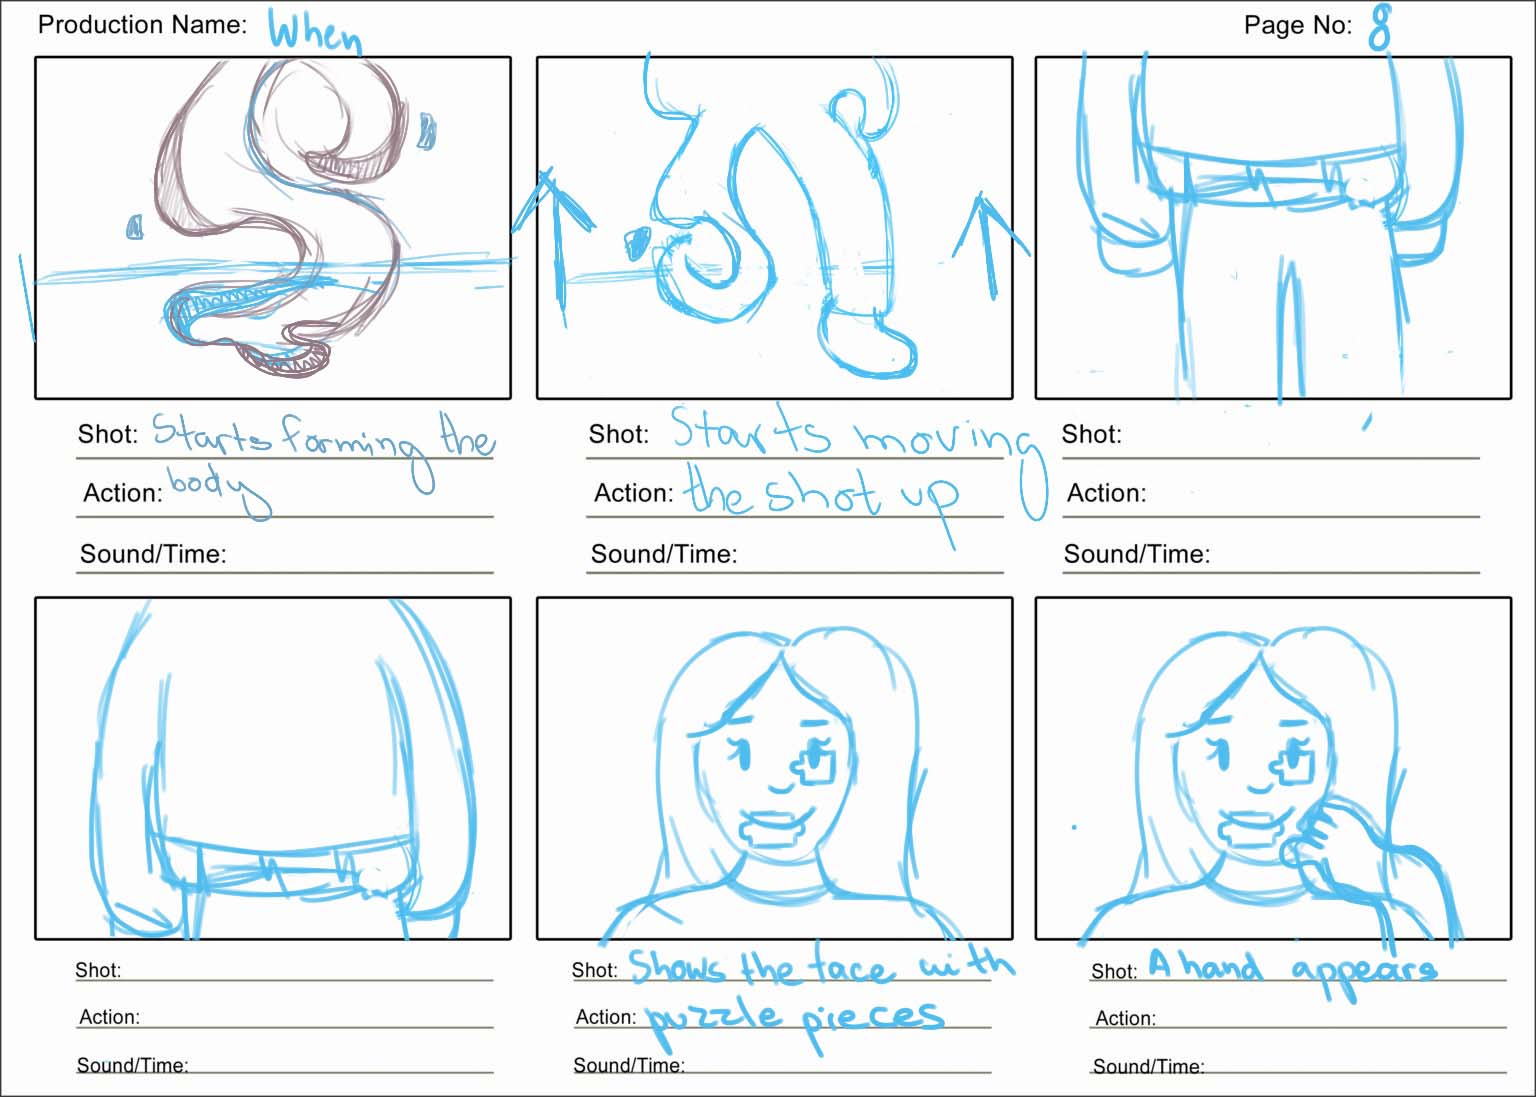 Production Name: When
Page No: 8
Shot: Starts forming the
Action: body
Sound/Time:
Shot: Starts moving
Action: the shot up
Sound/Time:
Shot:
Action:
Sound/Time:
Shot:
Action:
Sound/Time:
Shot: Shows the face with
Action: puzzle pieces
Sound/Time:
Shot: A hand appears
Action:
Sound/Time: